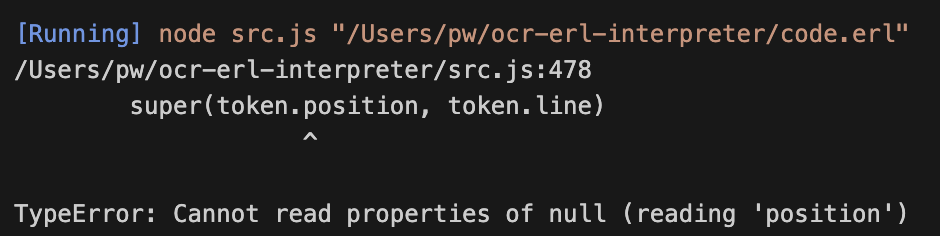 [Running] node src.js "/Users/pw/ocr-erl-interpreter/code.erl"
/Users/pw/ocr-erl-interpreter/src.js:478
        super(token.position, token.line)
                    ^
TypeError: Cannot read properties of null (reading 'position')